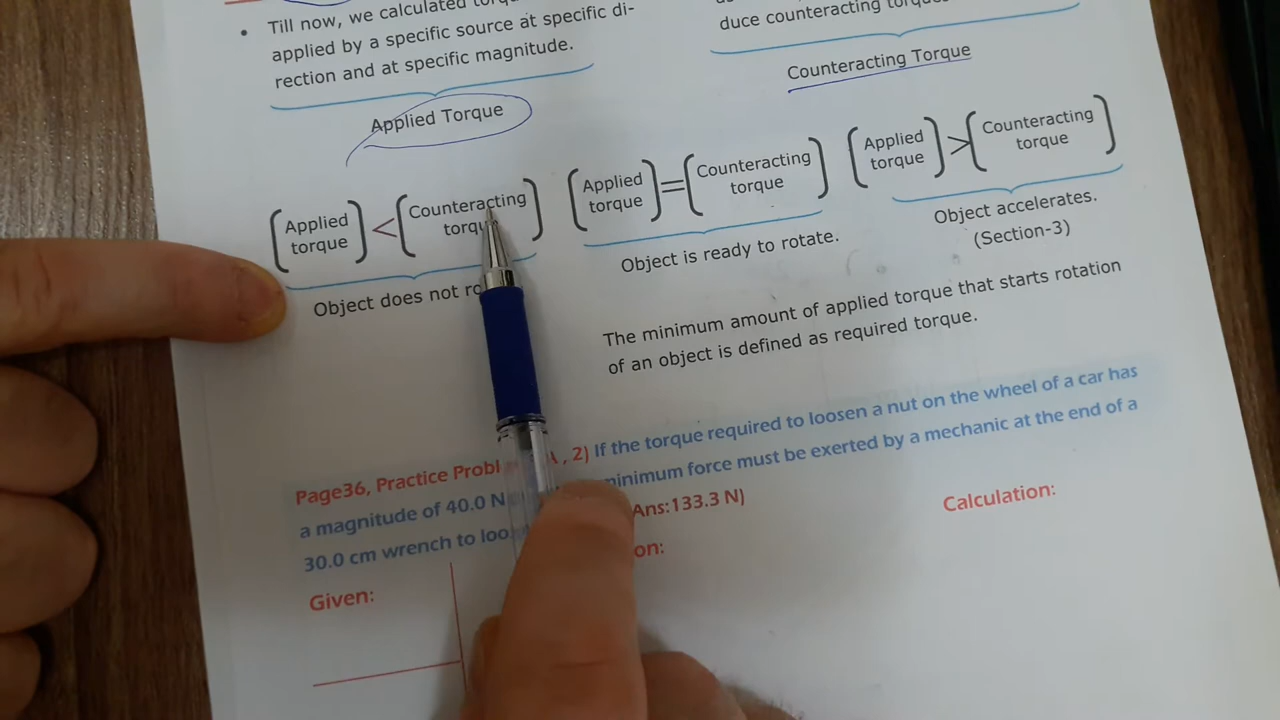 • Till now, we calculated
applied by a specific source at specific di-
rection and at specific magnitude.
Applied Torque
duce counteracting torques
Counteracting Torque
(Applied torque) < (Counteracting
(Applied torque) = (Counteracting torque)
(Applied torque) > (Counteracting torque)
Object does not
Object is ready to rotate.
Object accelerates.
(Section-3)
The minimum amount of applied torque that starts rotation
of an object is defined as required torque.
Page36, Practice , 2) If the torque required to loosen a nut on the wheel of a car has
a magnitude of 40.0 N minimum force must be exerted by a mechanic at the end of a
30.0 cm wrench to Ans:133.3 N)
Given:
Calculation: